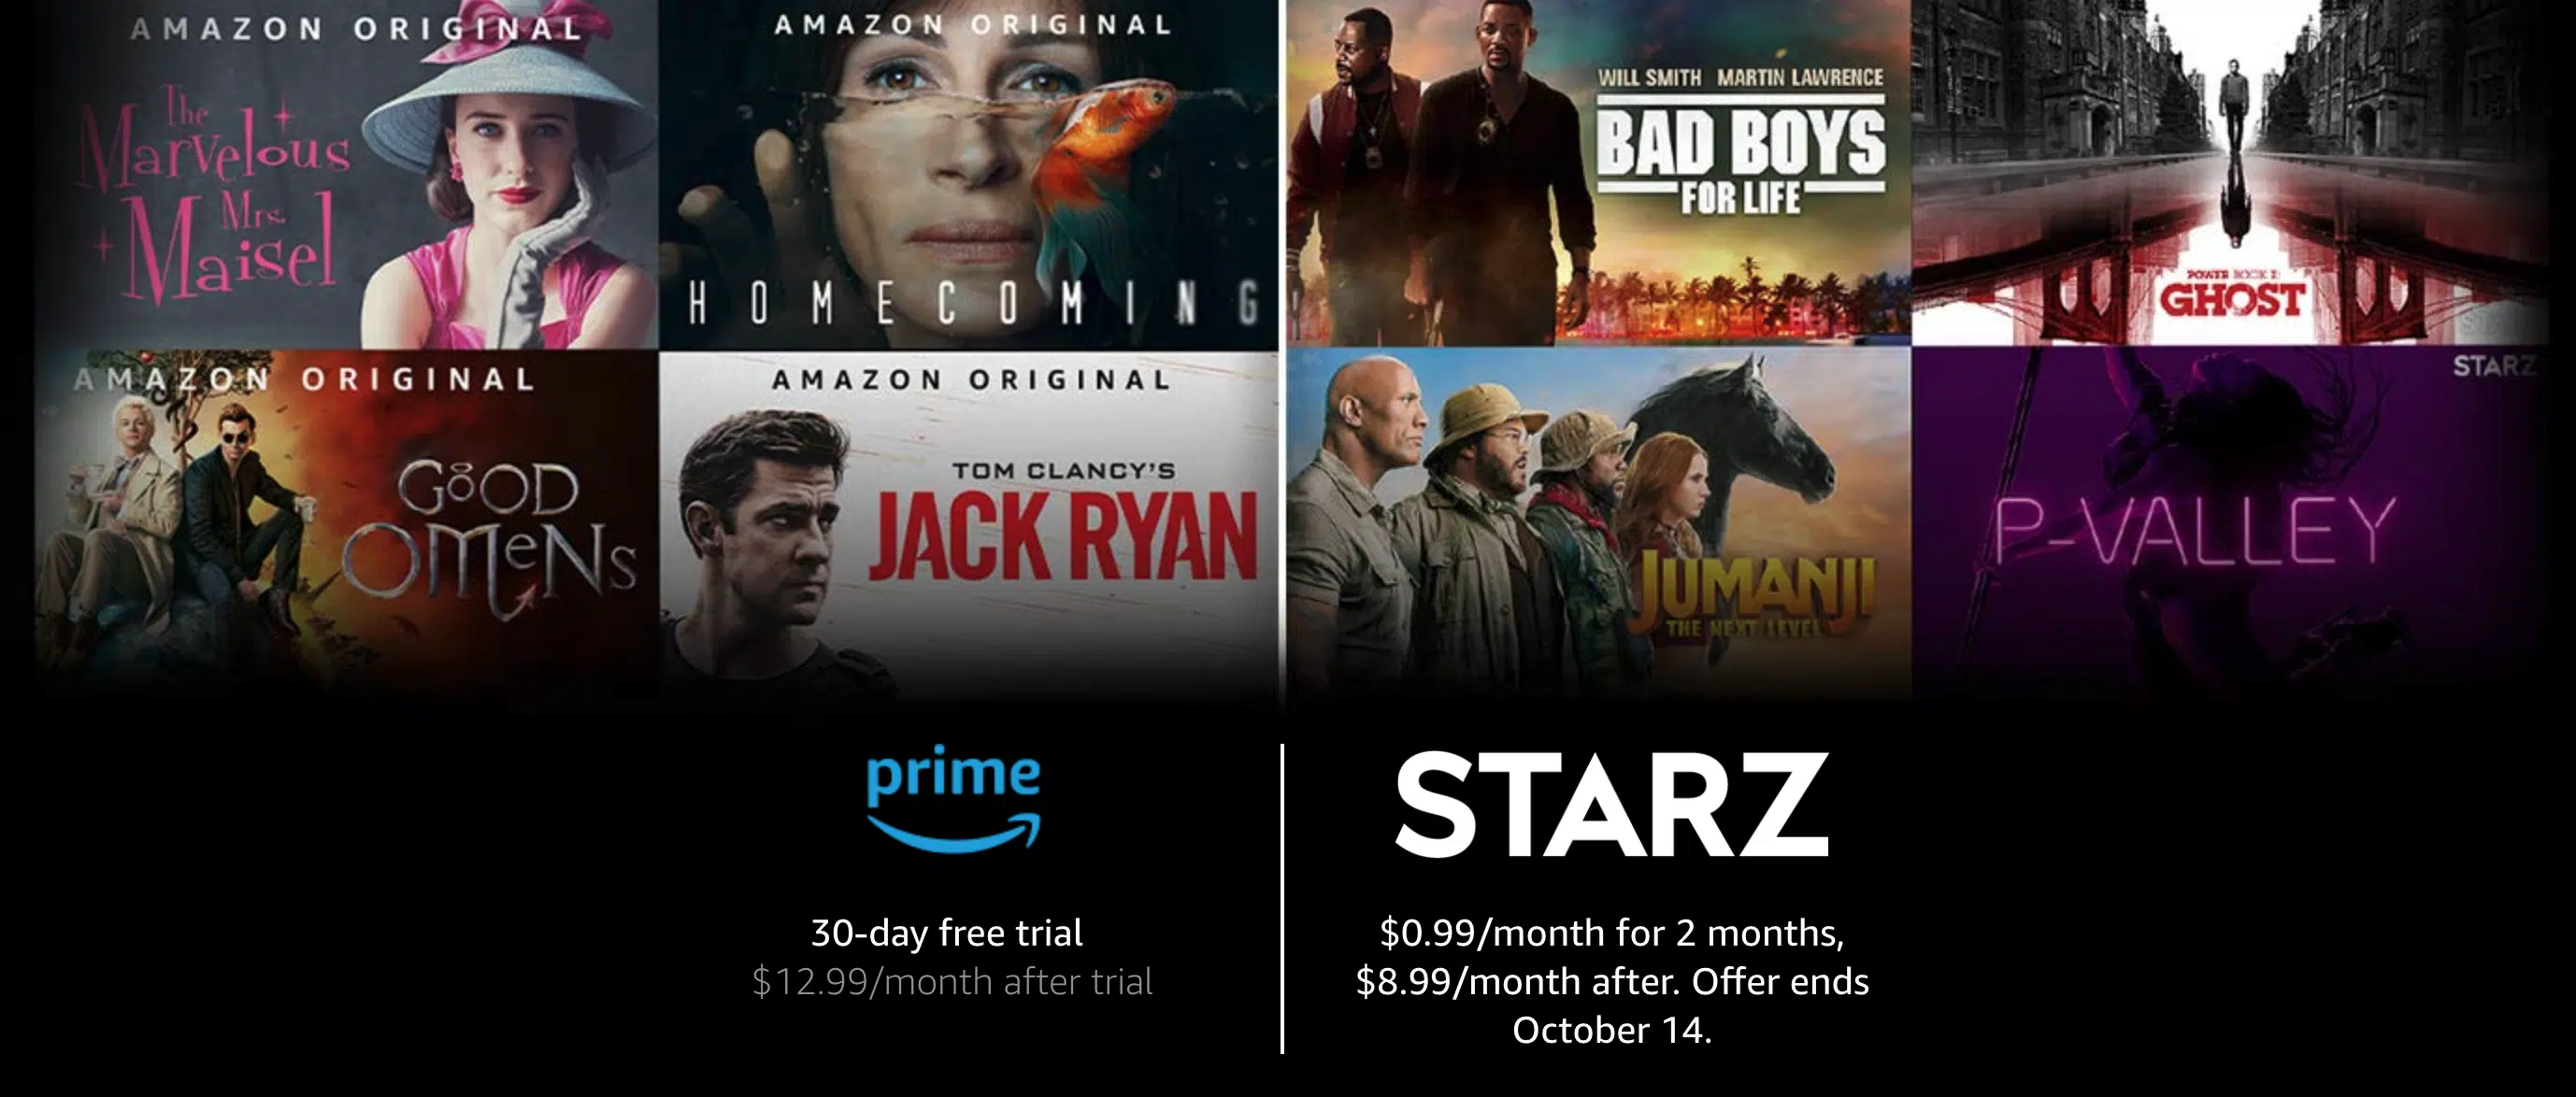 AMAZON ORIGINAL
The
Marvelous
Mrs.
Maisel
AMAZON ORIGINAL
HOMECOMING
WILL SMITH MARTIN LAWRENCE
BAD BOYS
FOR LIFE
POWER BOOK II:
GHOST
AMAZON ORIGINAL
GOOD
OMENS
AMAZON ORIGINAL
TOM CLANCY'S
JACK RYAN
JUMANJI
THE NEXT LEVEL
STARZ
P-VALLEY
prime
30-day free trial
$12.99/month after trial
STARZ
$0.99/month for 2 months,
$8.99/month after. Offer ends
October 14.